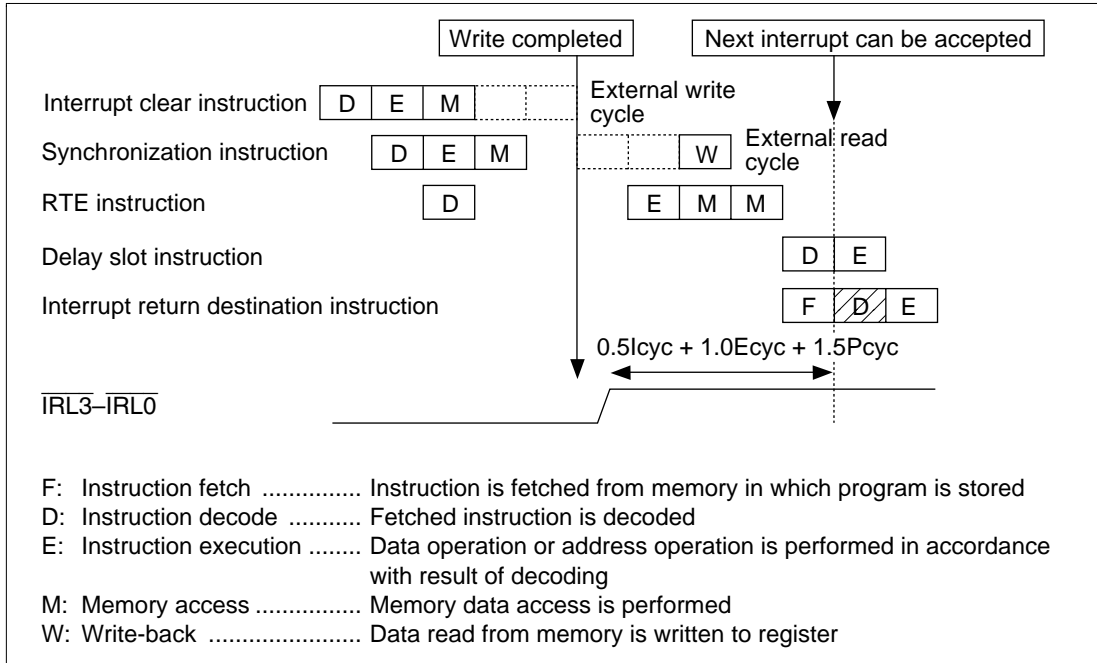 Write completed
Next interrupt can be accepted
Interrupt clear instruction D E M External write
cycle
Synchronization instruction D E M W External read
cycle
RTE instruction D E M M
Delay slot instruction D E
Interrupt return destination instruction F D E
0.5Icyc + 1.0Ecyc + 1.5Pcyc
IRL3–IRL0
F: Instruction fetch ............... Instruction is fetched from memory in which program is stored
D: Instruction decode ........... Fetched instruction is decoded
E: Instruction execution ........ Data operation or address operation is performed in accordance
with result of decoding
M: Memory access ................ Memory data access is performed
W: Write-back ...................... Data read from memory is written to register